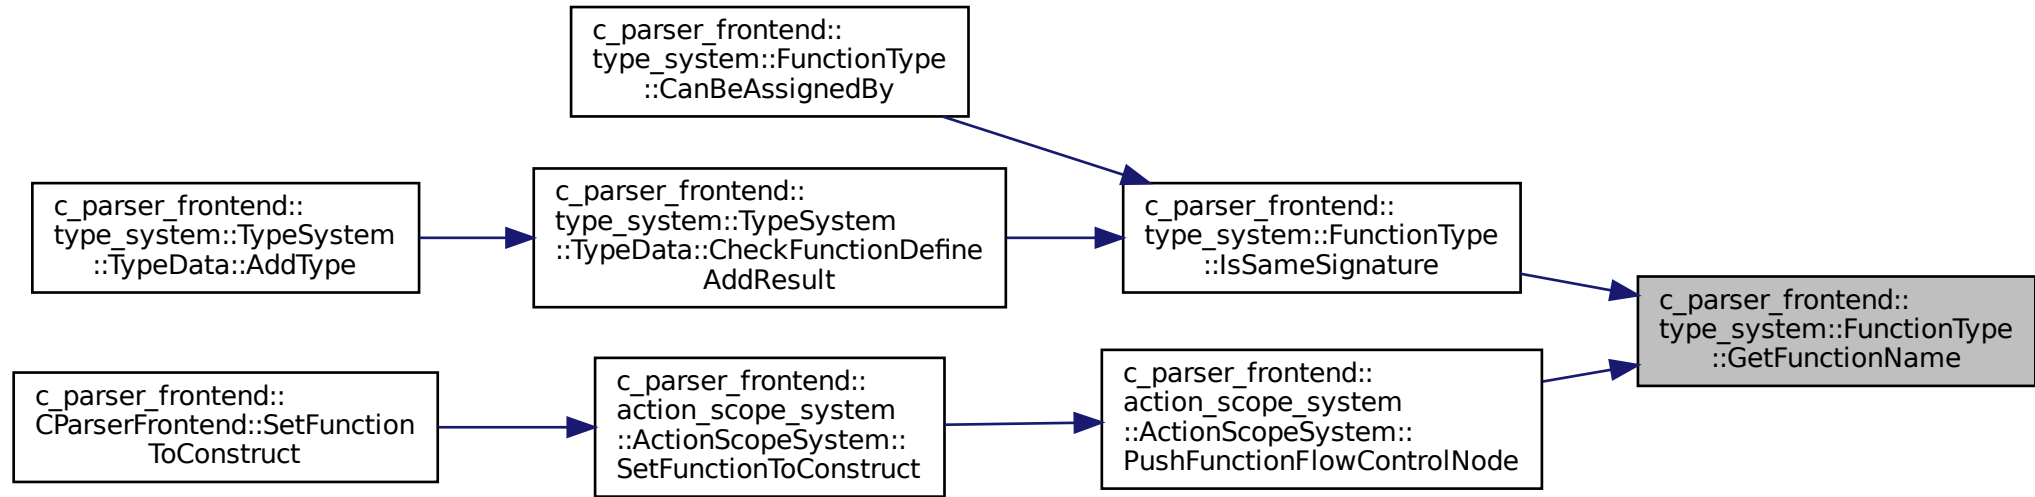 c_parser_frontend::
type_system::FunctionType
::CanBeAssignedBy
c_parser_frontend::
type_system::TypeSystem
::TypeData::AddType
c_parser_frontend::
type_system::TypeSystem
::TypeData::CheckFunctionDefine
AddResult
c_parser_frontend::
type_system::FunctionType
::IsSameSignature
c_parser_frontend::
type_system::FunctionType
::GetFunctionName
c_parser_frontend::
CParserFrontend::SetFunction
ToConstruct
c_parser_frontend::
action_scope_system
::ActionScopeSystem::
SetFunctionToConstruct
c_parser_frontend::
action_scope_system
::ActionScopeSystem::
PushFunctionFlowControlNode